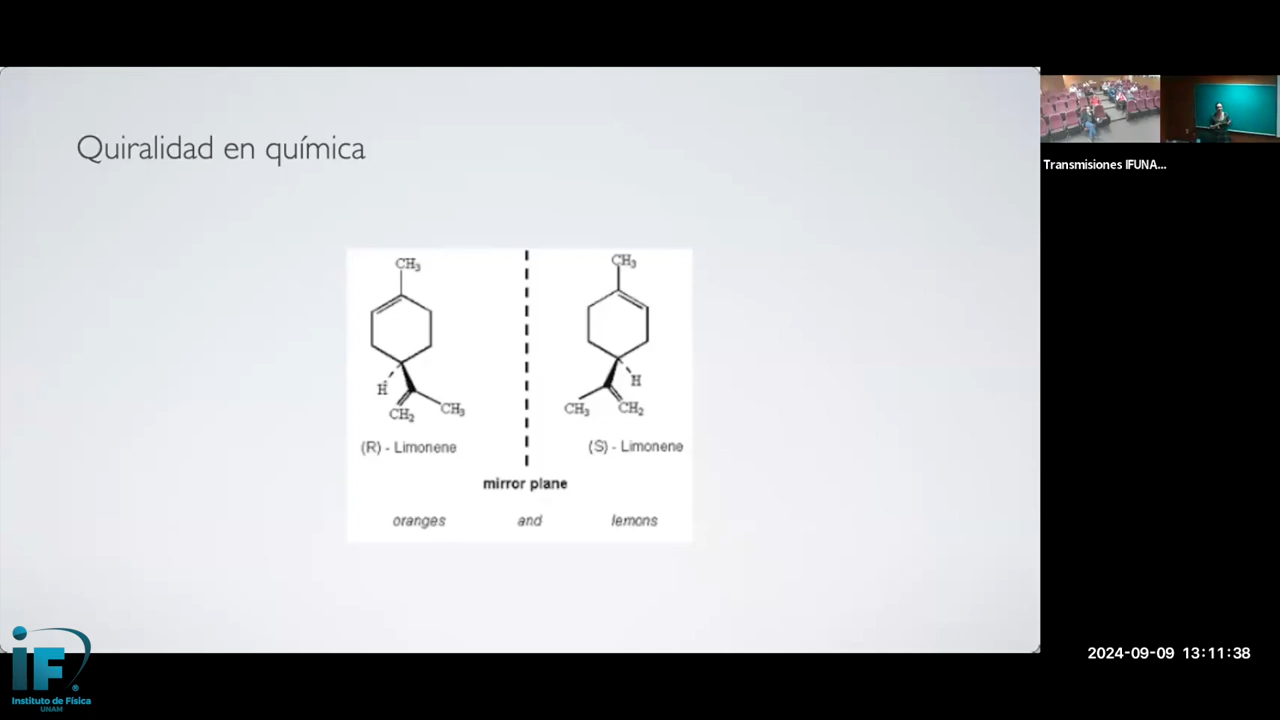 Quiralidad en química
CH3
CH3
H
H
CH2
CH3
CH3
CH2
(R) - Limonene
(S) - Limonene
mirror plane
oranges and lemons
Transmisiones IFUNA...
2024-09-09 13:11:38
iF
Instituto de Física
UNAM